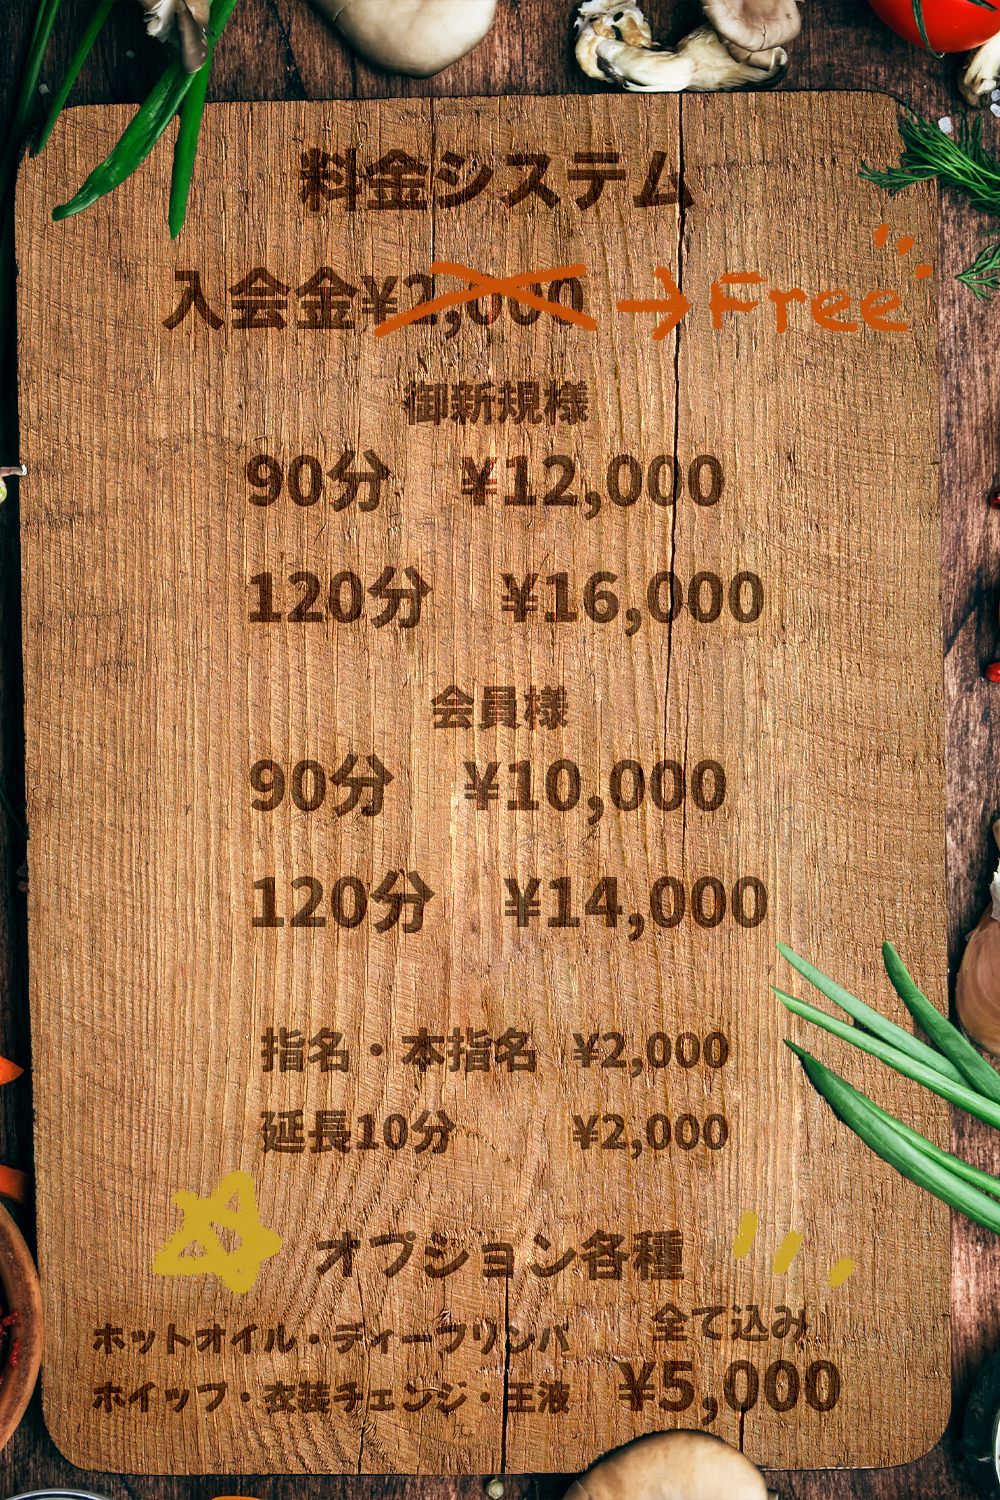 料金システム
入会金¥2,000 → Free
御新規様
90分 ¥12,000
120分 ¥16,000
会員様
90分 ¥10,000
120分 ¥14,000
指名・本指名 ¥2,000
延長10分 ¥2,000
オプション各種
ホットオイル・ディープリンパ
ホイップ・衣装チェンジ・王液
全て込み
¥5,000